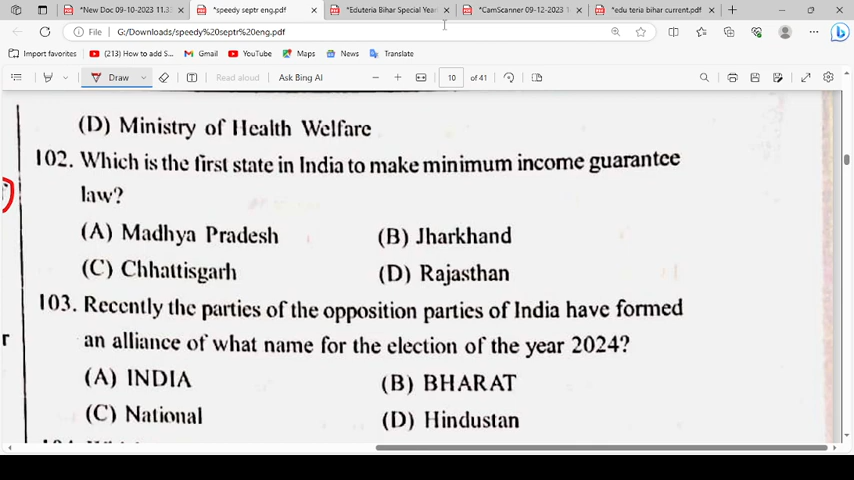 *New Doc 09-10-2023 11.3
*speedy septr eng.pdf
*Eduteria Bihar Special Year
*CamScanner 09-12-2023 1
*edu teria bihar current.pdf
File
G:/Downloads/speedy%20septr%20eng.pdf
Import favorites
(213) How to add S...
Gmail
YouTube
Maps
News
Translate
Draw
Read aloud
Ask Bing AI
10
of 41
(D) Ministry of Health Welfare
102. Which is the first state in India to make minimum income guarantee
law?
(A) Madhya Pradesh
(B) Jharkhand
(C) Chhattisgarh
(D) Rajasthan
103. Recently the parties of the opposition parties of India have formed
an alliance of what name for the election of the year 2024?
(A) INDIA
(B) BHARAT
(C) National
(D) Hindustan